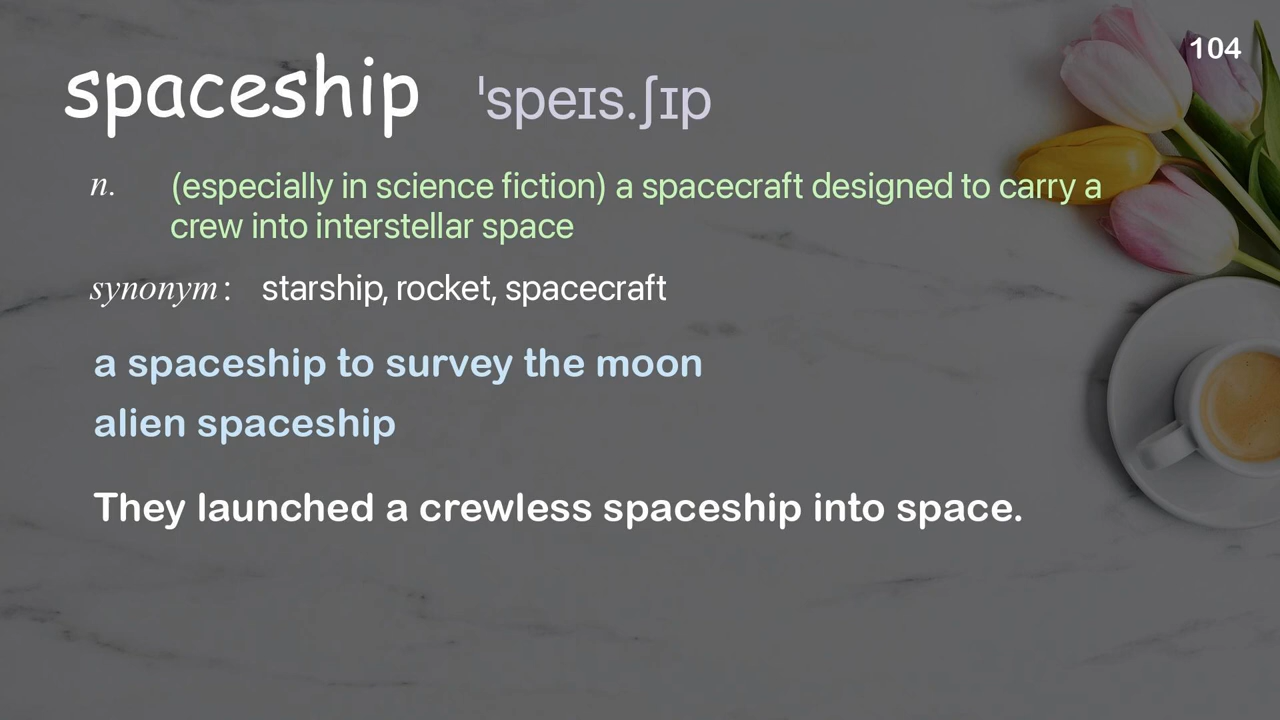 104
spaceship ˈspeɪs.ʃɪp
n. (especially in science fiction) a spacecraft designed to carry a
crew into interstellar space
synonym: starship, rocket, spacecraft
a spaceship to survey the moon
alien spaceship
They launched a crewless spaceship into space.